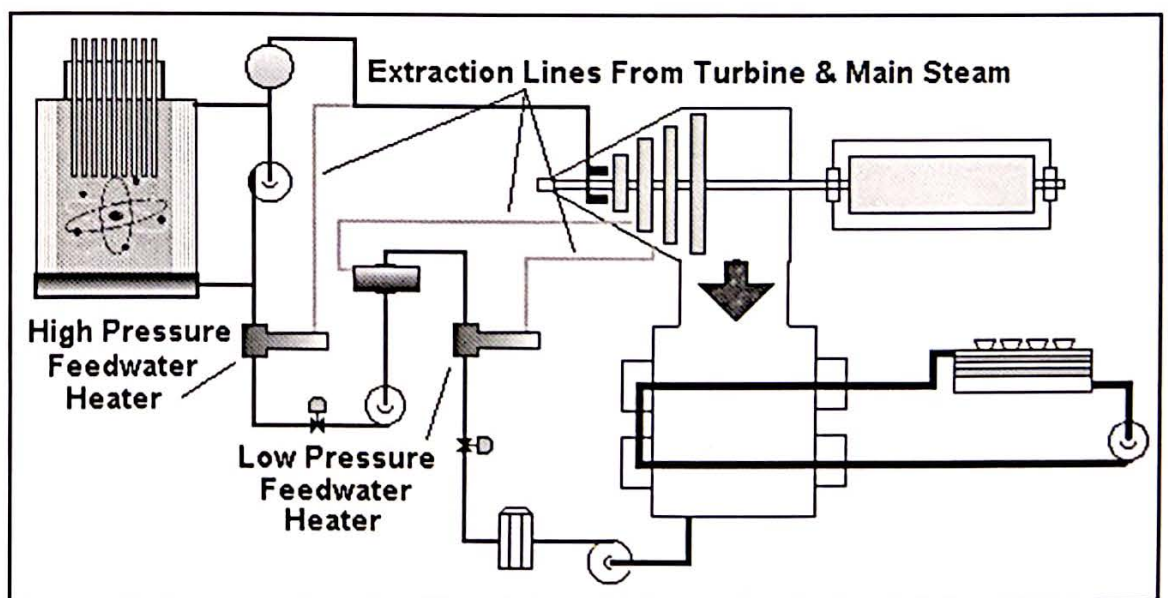 Extraction Lines From Turbine & Main Steam
High Pressure
Feedwater
Heater
Low Pressure
Feedwater
Heater